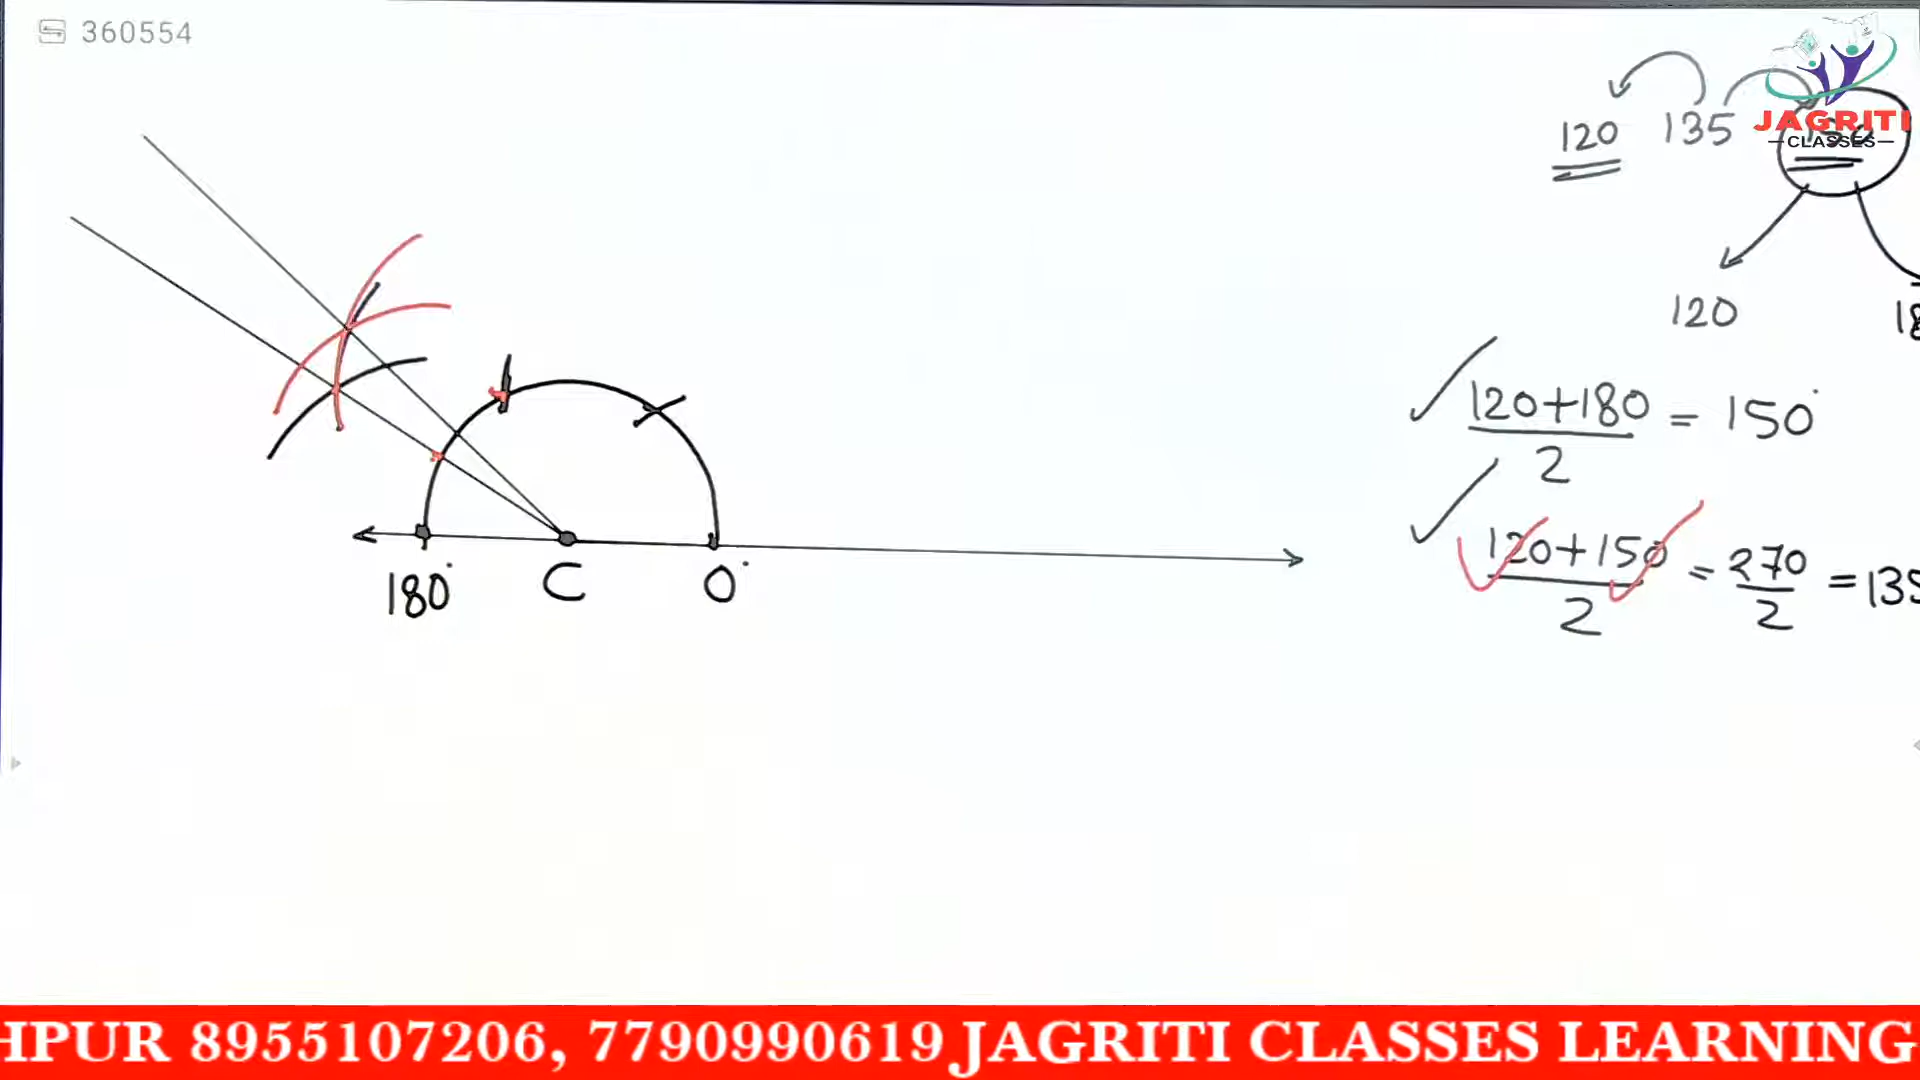 360554
120 135
JAGRITI
CLASSES
120
120+180 = 150°
2
120+150 = 270 = 135
2 2
180° C 0°
HPUR 8955107206, 7790990619 JAGRITI CLASSES LEARNING